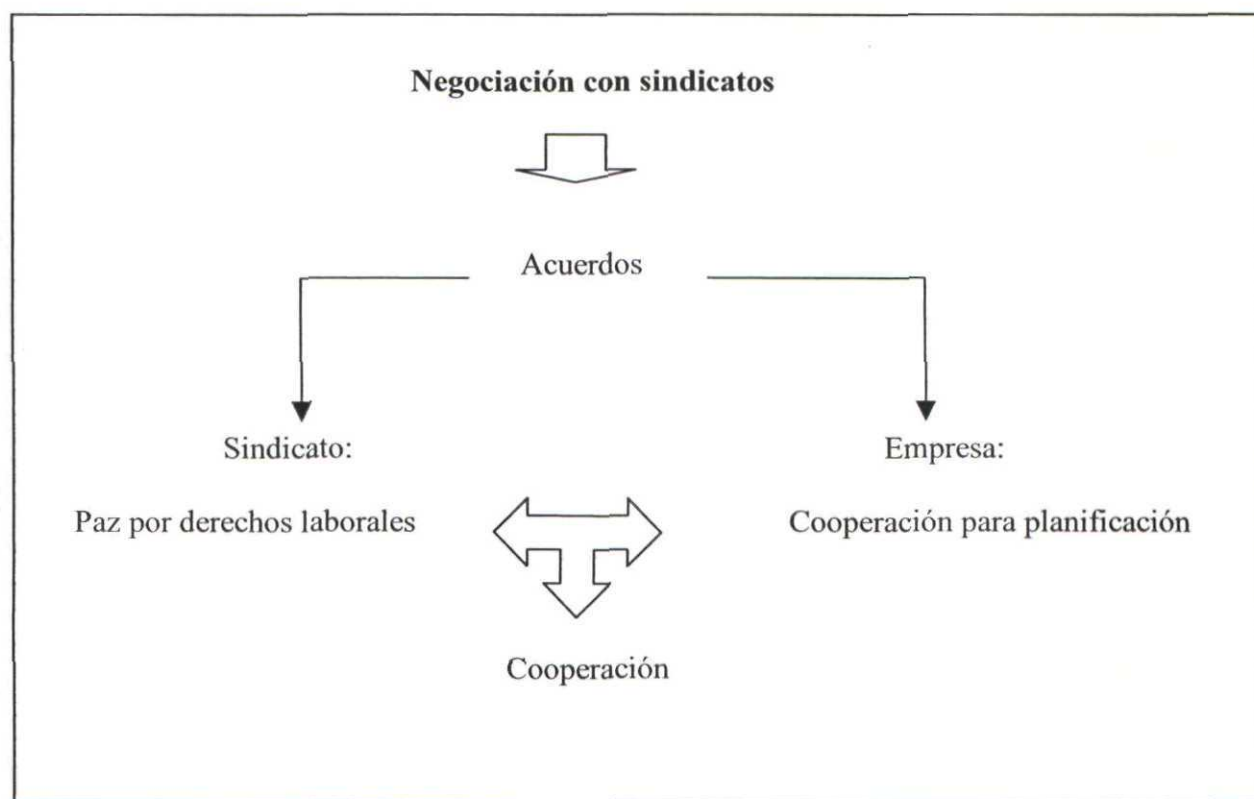 Negociación con sindicatos
Acuerdos
Sindicato:
Empresa:
Paz por derechos laborales
Cooperación para planificación
Cooperación